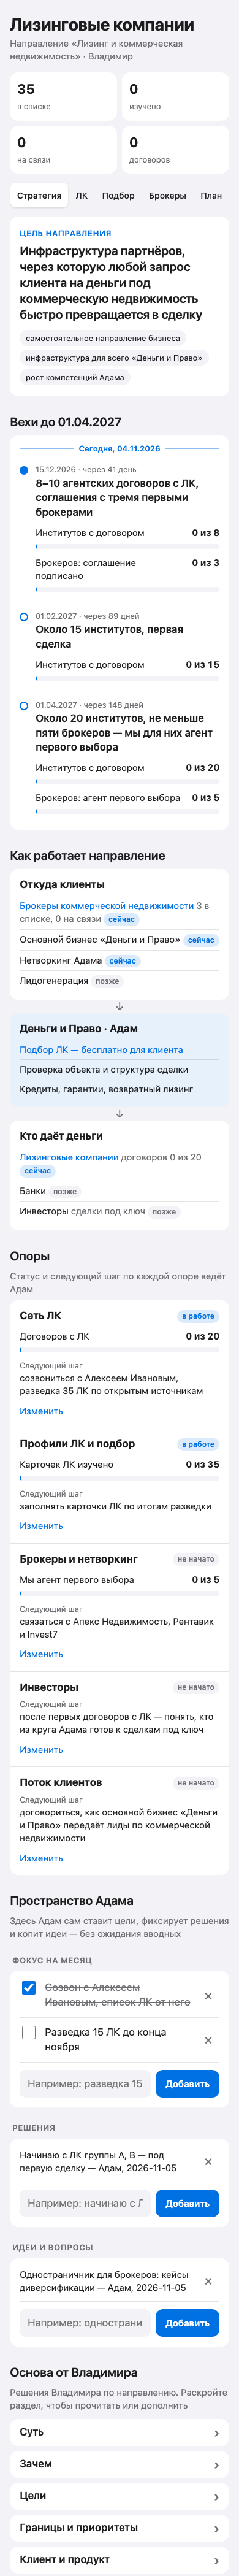 Лизинговые компании
Направление «Лизинг и коммерческая
недвижимость» · Владимир
35
в списке
0
изучено
0
на связи
0
договоров
Стратегия ЛК Подбор Брокеры План
ЦЕЛЬ НАПРАВЛЕНИЯ
Инфраструктура партнёров,
через которую любой запрос
клиента на деньги под
коммерческую недвижимость
быстро превращается в сделку
самостоятельное направление бизнеса
инфраструктура для всего «Деньги и Право»
рост компетенций Адама
Вехи до 01.04.2027
Сегодня, 04.11.2026
15.12.2026 · через 41 день
8–10 агентских договоров с ЛК,
соглашения с тремя первыми
брокерами
Институтов с договором 0 из 8
Брокеры: соглашение
подписано
0 из 3
01.02.2027 · через 89 дней
Около 15 институтов, первая
сделка
Институтов с договором 0 из 15
01.04.2027 · через 148 дней
Около 20 институтов, не меньше
пяти брокеров — мы для них агент
первого выбора
Институтов с договором 0 из 20
Брокеры: агент первого выбора 0 из 5
Как работает направление
Откуда клиенты
Брокеры коммерческой недвижимости 3 в
списке, 0 на связи сейчас
Основной бизнес «Деньги и Право» сейчас
Нетворкинг Адама сейчас
Лидогенерация позже
↓
Деньги и Право · Адам
Подбор ЛК — бесплатно для клиента
Проверка объекта и структура сделки
Кредиты, гарантии, возвратный лизинг
↓
Кто даёт деньги
Лизинговые компании договоров 0 из 20
сейчас
Банки позже
Инвесторы сделки под ключ позже
Опоры
Статус и следующий шаг по каждой опоре ведёт
Адам
Сеть ЛК в работе
Договоров с ЛК 0 из 20
Следующий шаг
созвониться с Алексеем Ивановым,
разведка 35 ЛК по открытым источникам
Изменить
Профили ЛК и подбор в работе
Карточек ЛК изучено 0 из 35
Следующий шаг
заполнять карточки ЛК по итогам разведки
Изменить
Брокеры и нетворкинг не начато
Мы агент первого выбора 0 из 5
Следующий шаг
связаться с Апекс Недвижимость, Рентавик
и Invest7
Изменить
Инвесторы не начато
Следующий шаг
после первых договоров с ЛК — понять, кто
из круга Адама готов к сделкам под ключ
Изменить
Поток клиентов не начато
Следующий шаг
договориться, как основной бизнес «Деньги
и Право» передаёт лиды по коммерческой
недвижимости
Изменить
Пространство Адама
Здесь Адам сам ставит цели, фиксирует решения
и копит идеи — без ожидания вводных
ФОКУС НА МЕСЯЦ
Созвон с Алексеем
Ивановым, список ЛК от него
×
Разведка 15 ЛК до конца
ноября
×
Например: разведка 15 Добавить
РЕШЕНИЯ
Начинаю с ЛК группы А, В — под
первую сделку — Адам, 2026-11-05
×
Например: начинаю с Л Добавить
ИДЕИ И ВОПРОСЫ
Одностраничник для брокеров: кейсы
диверсификации — Адам, 2026-11-05
×
Например: одностранич Добавить
Основа от Владимира
Решения Владимира по направлению. Раскройте
раздел, чтобы прочитать или дополнить
Суть ›
Зачем ›
Цели ›
Границы и приоритеты ›
Клиент и продукт ›